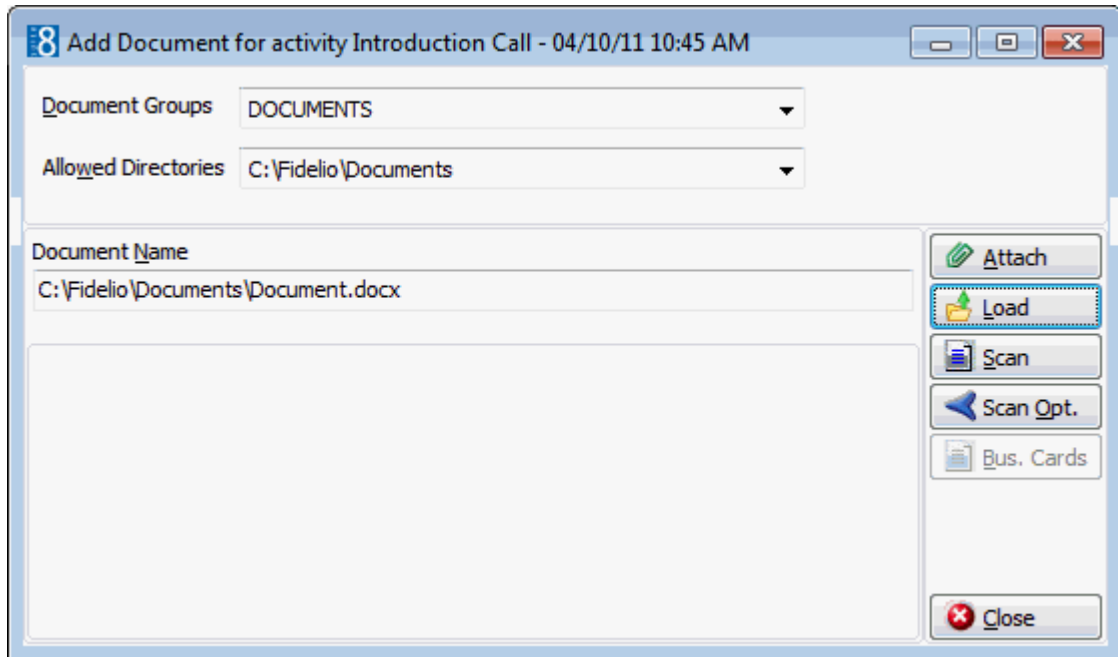 8 Add Document for activity Introduction Call - 04/10/11 10:45 AM
Document Groups DOCUMENTS
Allowed Directories C:\Fidelio\Documents
Document Name
C:\Fidelio\Documents\Document.docx
Attach
Load
Scan
Scan Opt.
Bus. Cards
Close